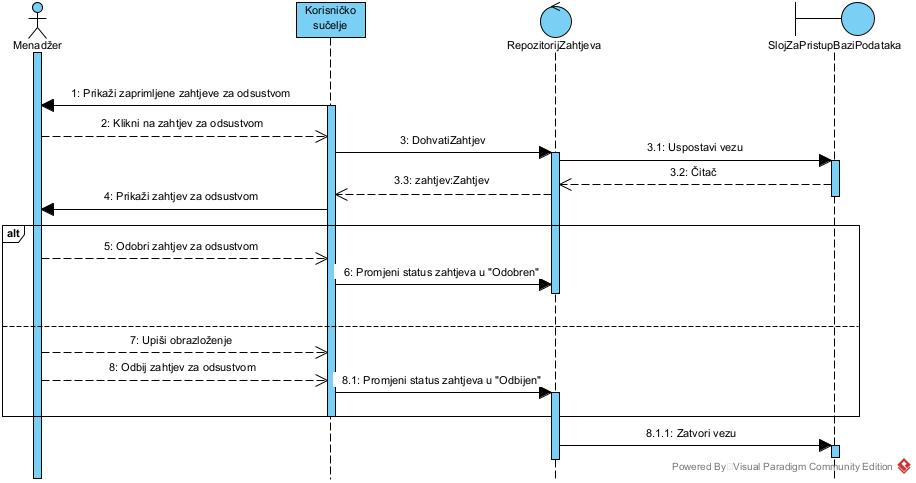 Korisničko
sučelje
Menadžer
RepozitorijZahtjeva
SlojZaPristupBaziPodataka
1: Prikaži zaprimljene zahtjeve za odsustvom
2: Klikni na zahtjev za odsustvom
3: DohvatiZahtjev
3.1: Uspostavi vezu
3.2: Čitač
3.3: zahtjev:Zahtjev
4: Prikaži zahtjev za odsustvom
alt
5: Odobri zahtjev za odsustvom
6: Promjeni status zahtjeva u "Odobren"
7: Upiši obrazloženje
8: Odbij zahtjev za odsustvom
8.1: Promjeni status zahtjeva u "Odbijen"
8.1.1: Zatvori vezu
Powered By Visual Paradigm Community Edition